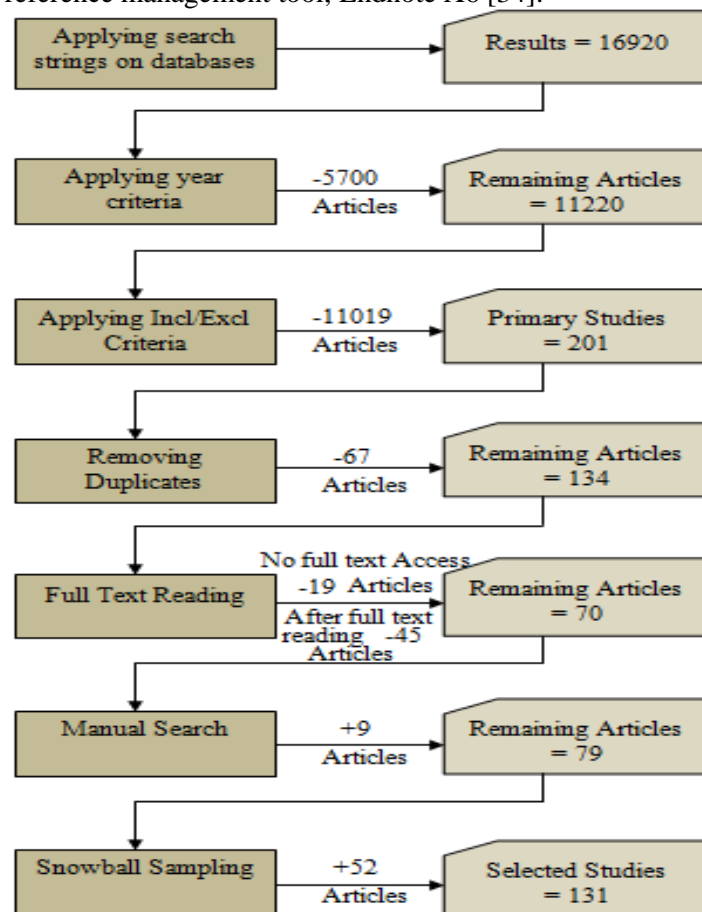 reference management tool, Endnote X8 [34].
Applying search
strings on databases
Results = 16920
Applying year
criteria
-5700
Articles
Remaining Articles
= 11220
Applying Incl/Excl
Criteria
-11019
Articles
Primary Studies
= 201
Removing
Duplicates
-67
Articles
Remaining Articles
= 134
Full Text Reading
No full text Access
-19 Articles
After full text
reading -45
Articles
Remaining Articles
= 70
Manual Search
+9
Articles
Remaining Articles
= 79
Snowball Sampling
+52
Articles
Selected Studies
= 131